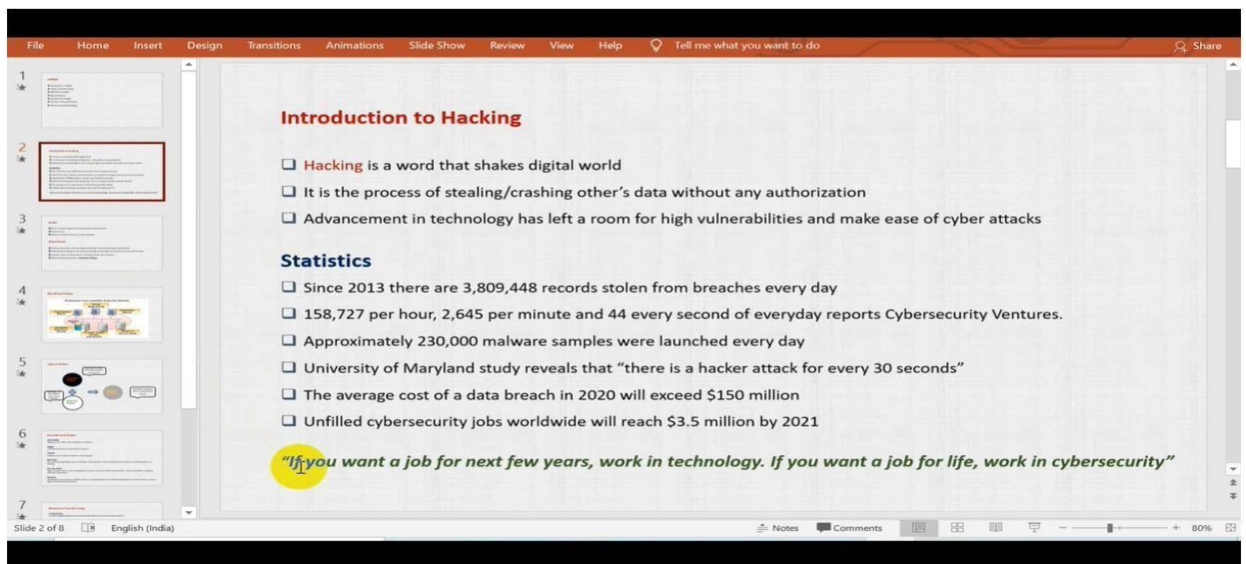 File Home Insert Design Transitions Animations Slide Show Review View Help Tell me what you want to do Share
1
2
3
4
5
6
7
Introduction to Hacking
Hacking is a word that shakes digital world
It is the process of stealing/crashing other's data without any authorization
Advancement in technology has left a room for high vulnerabilities and make ease of cyber attacks
Statistics
Since 2013 there are 3,809,448 records stolen from breaches every day
158,727 per hour, 2,645 per minute and 44 every second of everyday reports Cybersecurity Ventures.
Approximately 230,000 malware samples were launched every day
University of Maryland study reveals that “there is a hacker attack for every 30 seconds”
The average cost of a data breach in 2020 will exceed $150 million
Unfilled cybersecurity jobs worldwide will reach $3.5 million by 2021
“If you want a job for next few years, work in technology. If you want a job for life, work in cybersecurity”
Slide 2 of 8 English (India) Notes Comments 80%